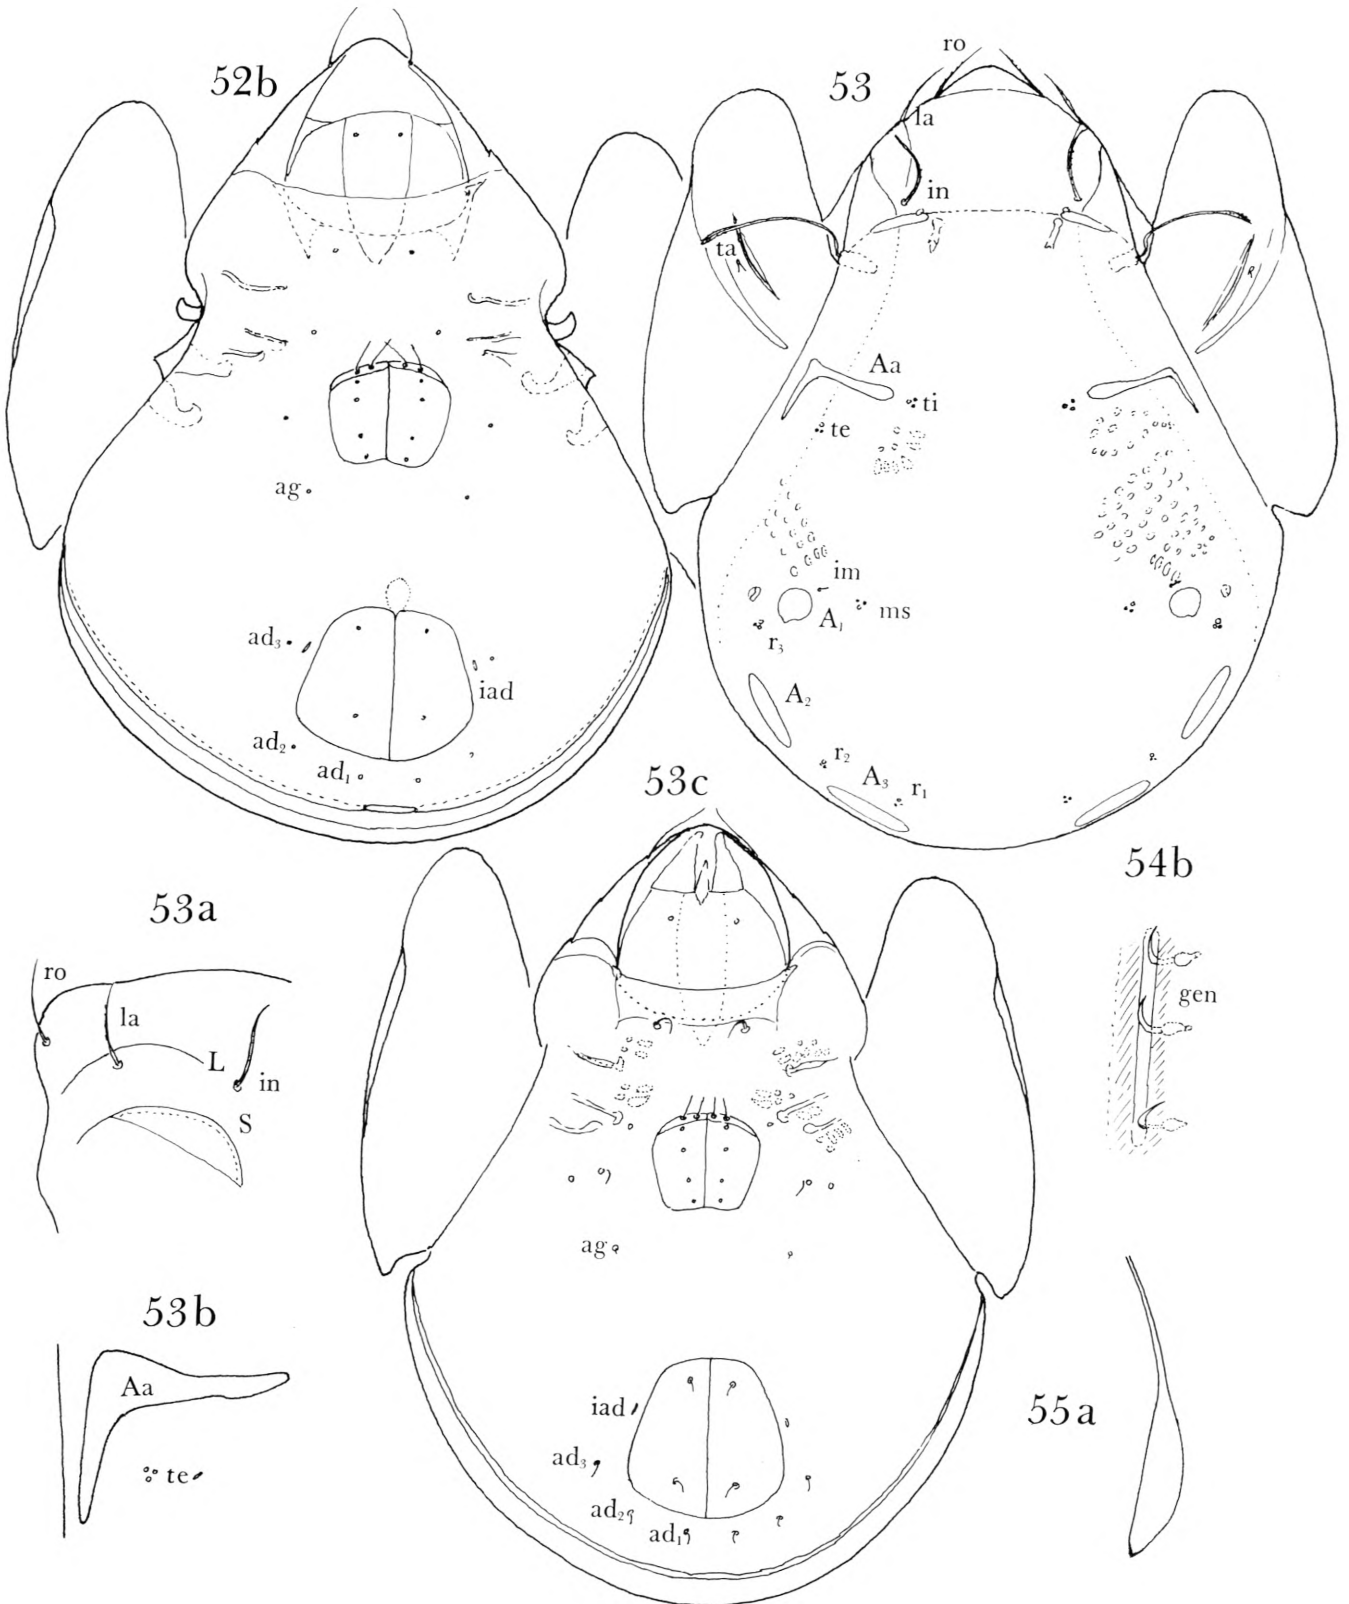 52b
ag
ad₃
iad
ad₂
ad₁
53
ro
la
in
ta
Aa
ti
te
im
A₁
ms
r₃
A₂
r₂
A₃
r₁
53a
ro
la
L
in
S
53b
Aa
te
53c
ag
iad
ad₃
ad₂
ad₁
54b
gen
55a